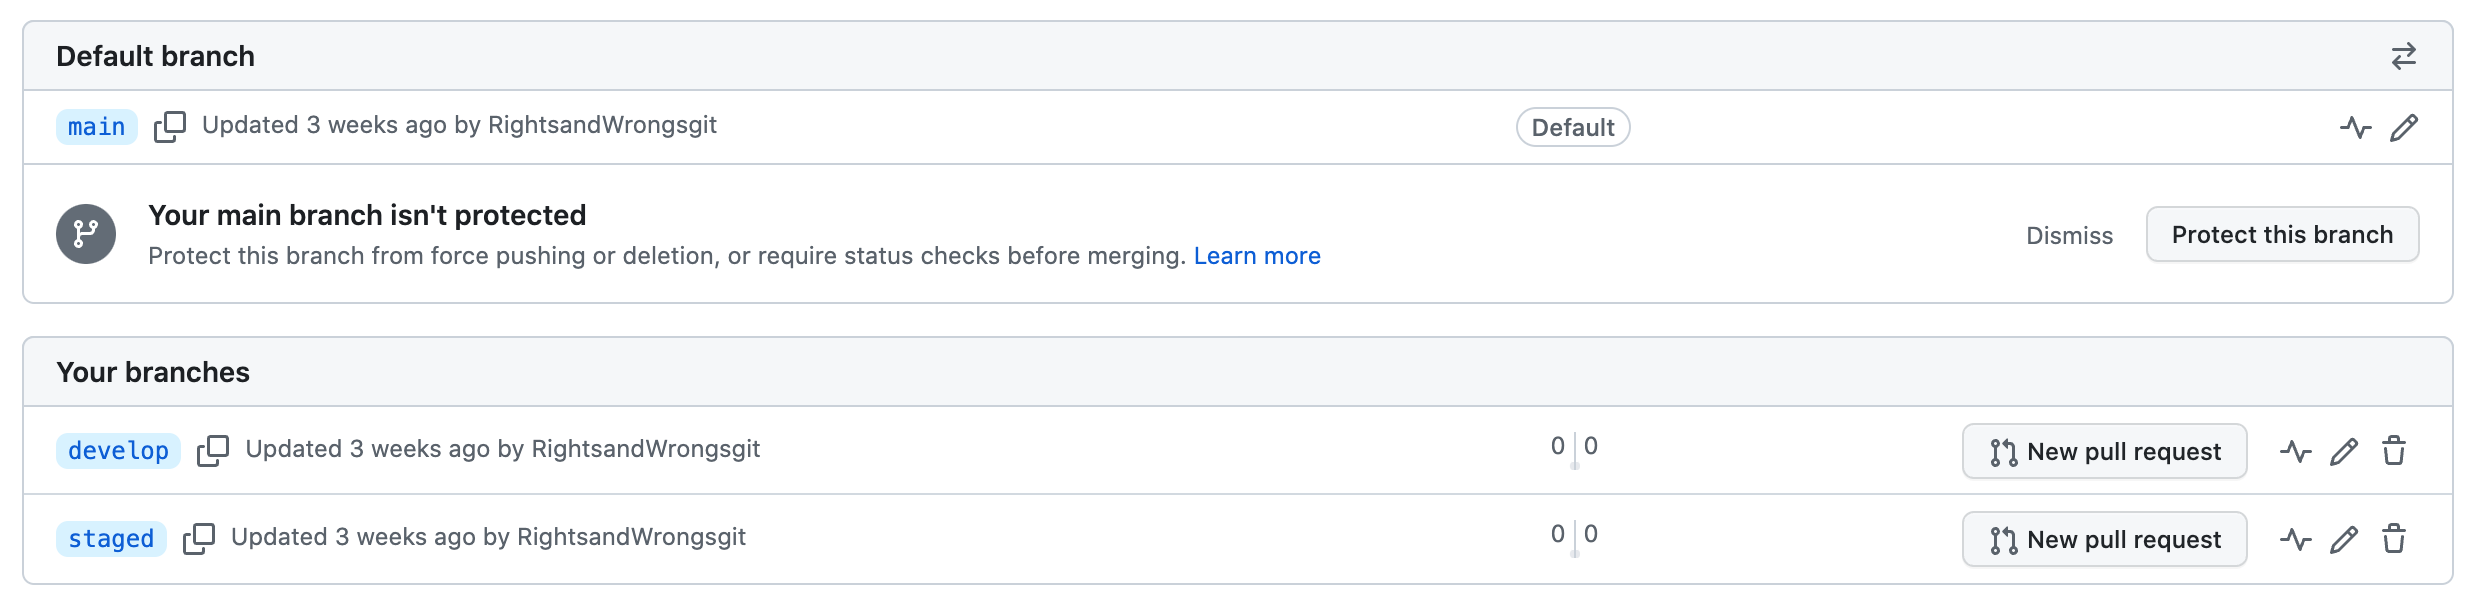 Default branch
main Updated 3 weeks ago by RightsandWrongsgit Default
Your main branch isn't protected
Protect this branch from force pushing or deletion, or require status checks before merging. Learn more
Dismiss Protect this branch
Your branches
develop Updated 3 weeks ago by RightsandWrongsgit 0 0 New pull request
staged Updated 3 weeks ago by RightsandWrongsgit 0 0 New pull request